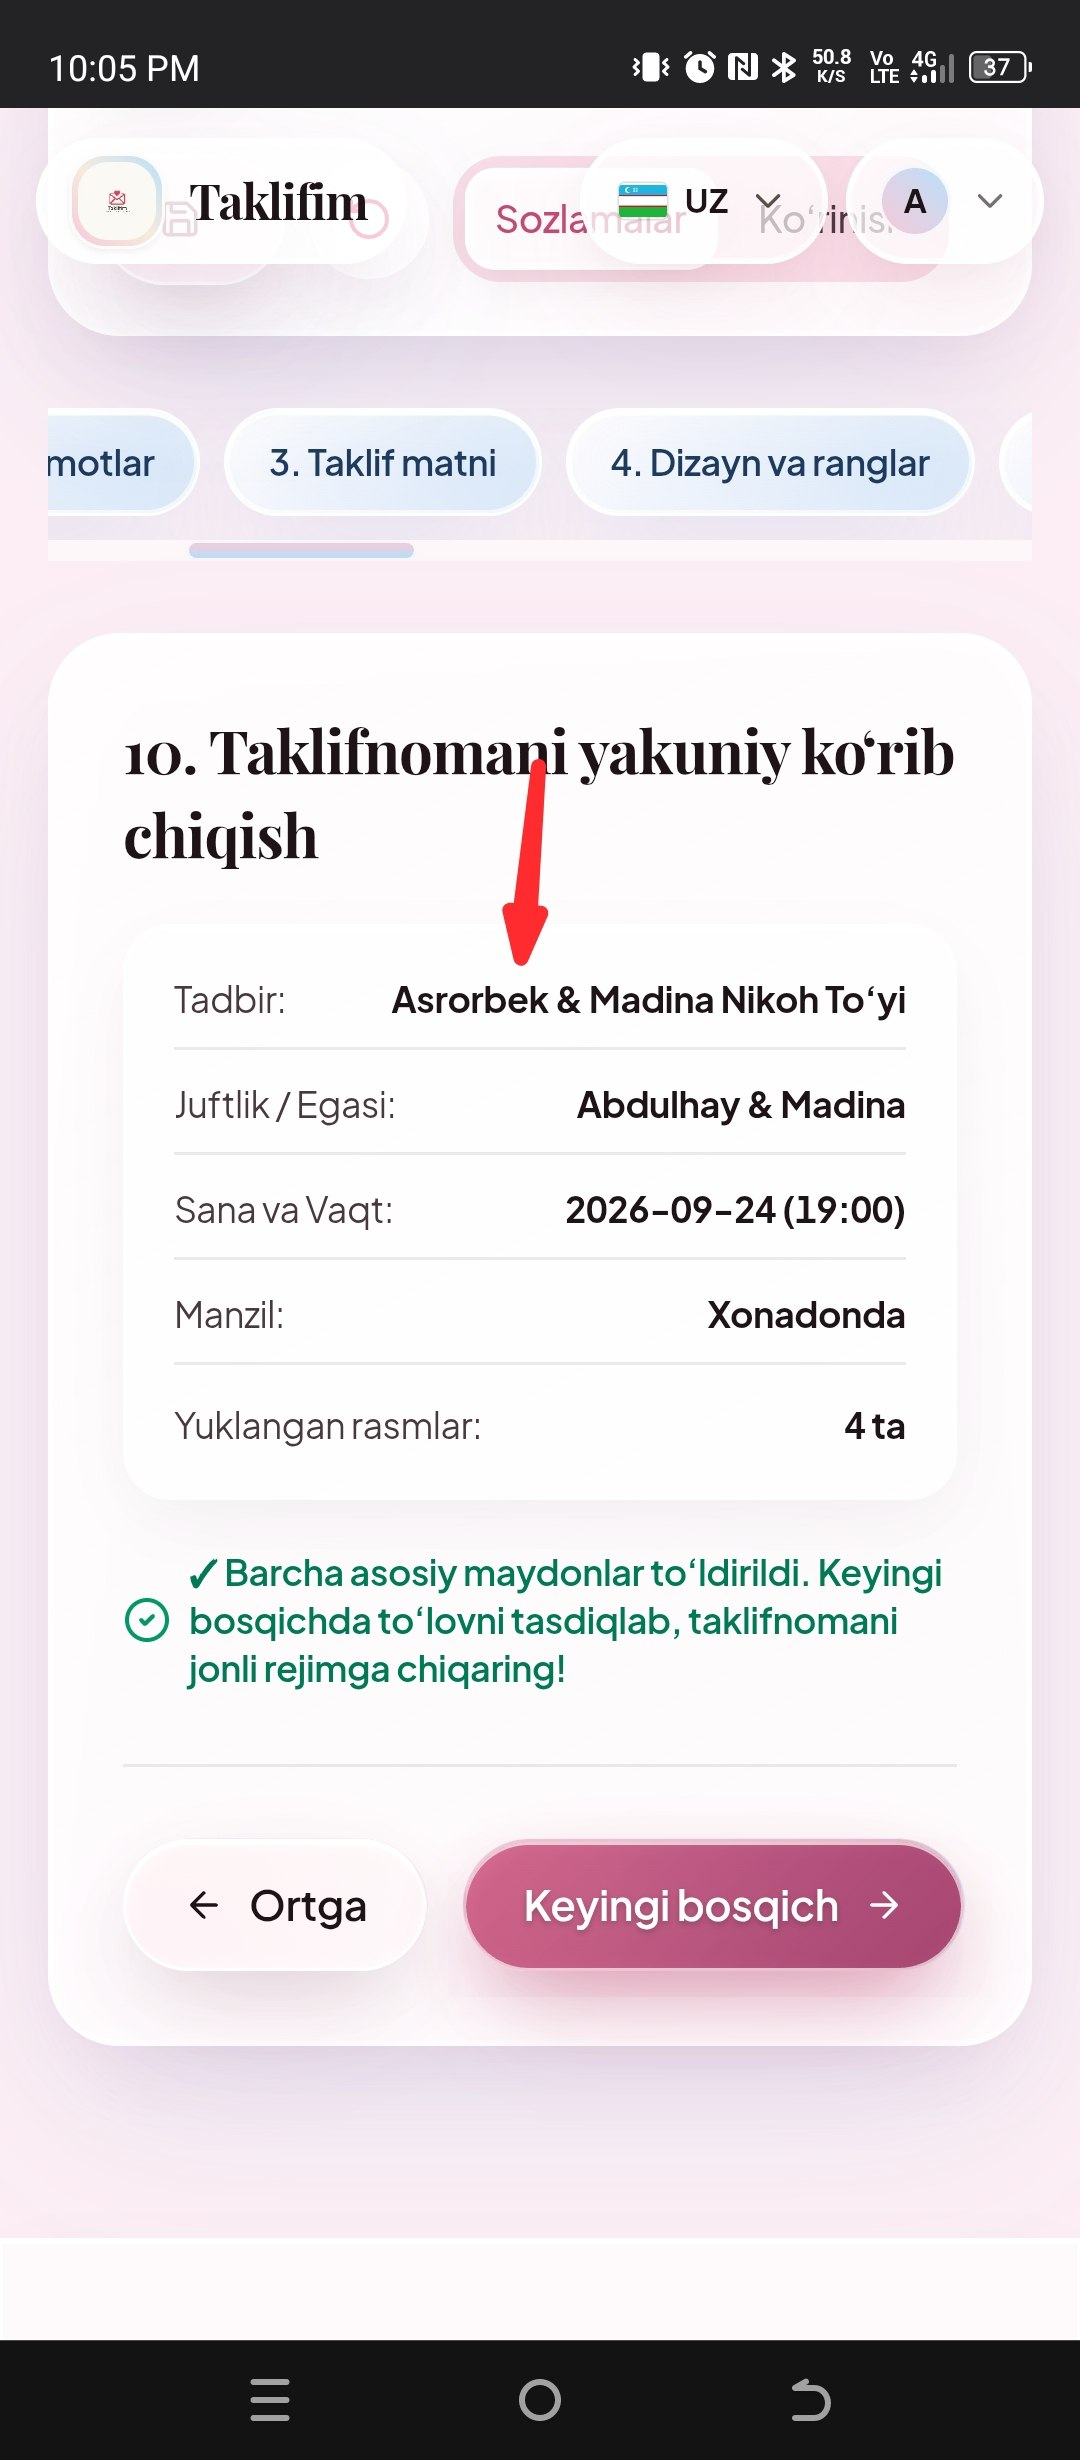 10:05 PM
50.8 K/S
Vo LTE
4G
37
Taklifim
Sozlamalar
UZ
A
motlar
3. Taklif matni
4. Dizayn va ranglar
10. Taklifnomani yakuniy ko‘rib
chiqish
Tadbir: Asrorbek & Madina Nikoh To‘yi
Juftlik / Egasi: Abdulhay & Madina
Sana va Vaqt: 2026-09-24 (19:00)
Manzil: Xonadonda
Yuklangan rasmlar: 4 ta
✓ Barcha asosiy maydonlar to‘ldirildi. Keyingi
bosqichda to‘lovni tasdiqlab, taklifnomani
jonli rejimga chiqaring!
← Ortga
Keyingi bosqich →